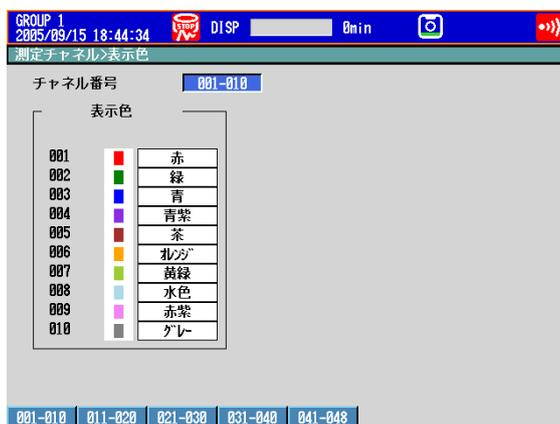 GROUP 1
2005/09/15 18:44:34
STOP
DISP
0min
測定チャネル>表示色
チャネル番号 001-010
表示色
001 赤
002 緑
003 青
004 青紫
005 茶
006 ｵﾚﾝｼﾞ
007 黄緑
008 水色
009 赤紫
010 ｸﾞﾚｰ
001-010 011-020 021-030 031-040 041-048